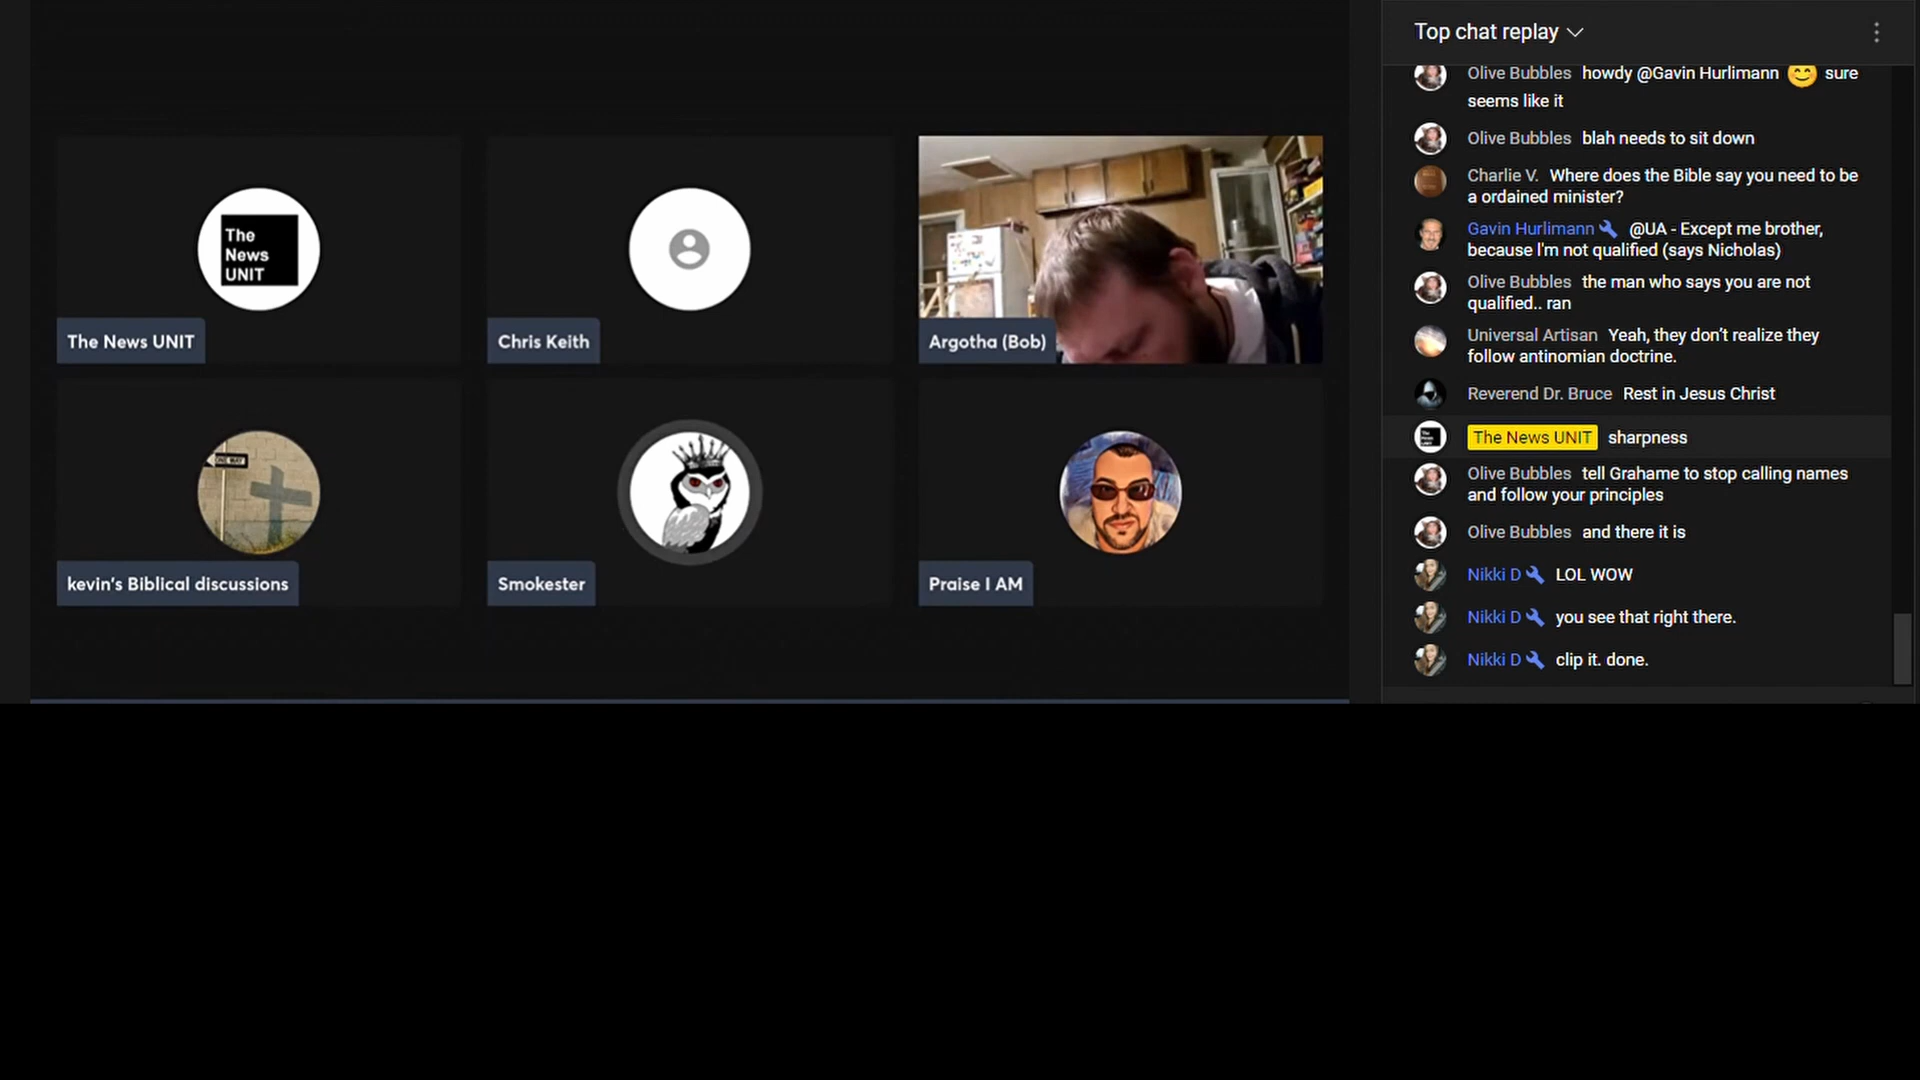 The
News
UNIT
The News UNIT
Chris Keith
Argotha (Bob)
ONE WAY
kevin's Biblical discussions
Smokester
Praise I AM
Top chat replay
Olive Bubbles howdy @Gavin Hurlimann 😊 sure
seems like it
Olive Bubbles blah needs to sit down
Charlie V. Where does the Bible say you need to be
a ordained minister?
Gavin Hurlimann @UA - Except me brother,
because I'm not qualified (says Nicholas)
Olive Bubbles the man who says you are not
qualified.. ran
Universal Artisan Yeah, they don’t realize they
follow antinomian doctrine.
Reverend Dr. Bruce Rest in Jesus Christ
The News UNIT sharpness
Olive Bubbles tell Grahame to stop calling names
and follow your principles
Olive Bubbles and there it is
Nikki D LOL WOW
Nikki D you see that right there.
Nikki D clip it. done.